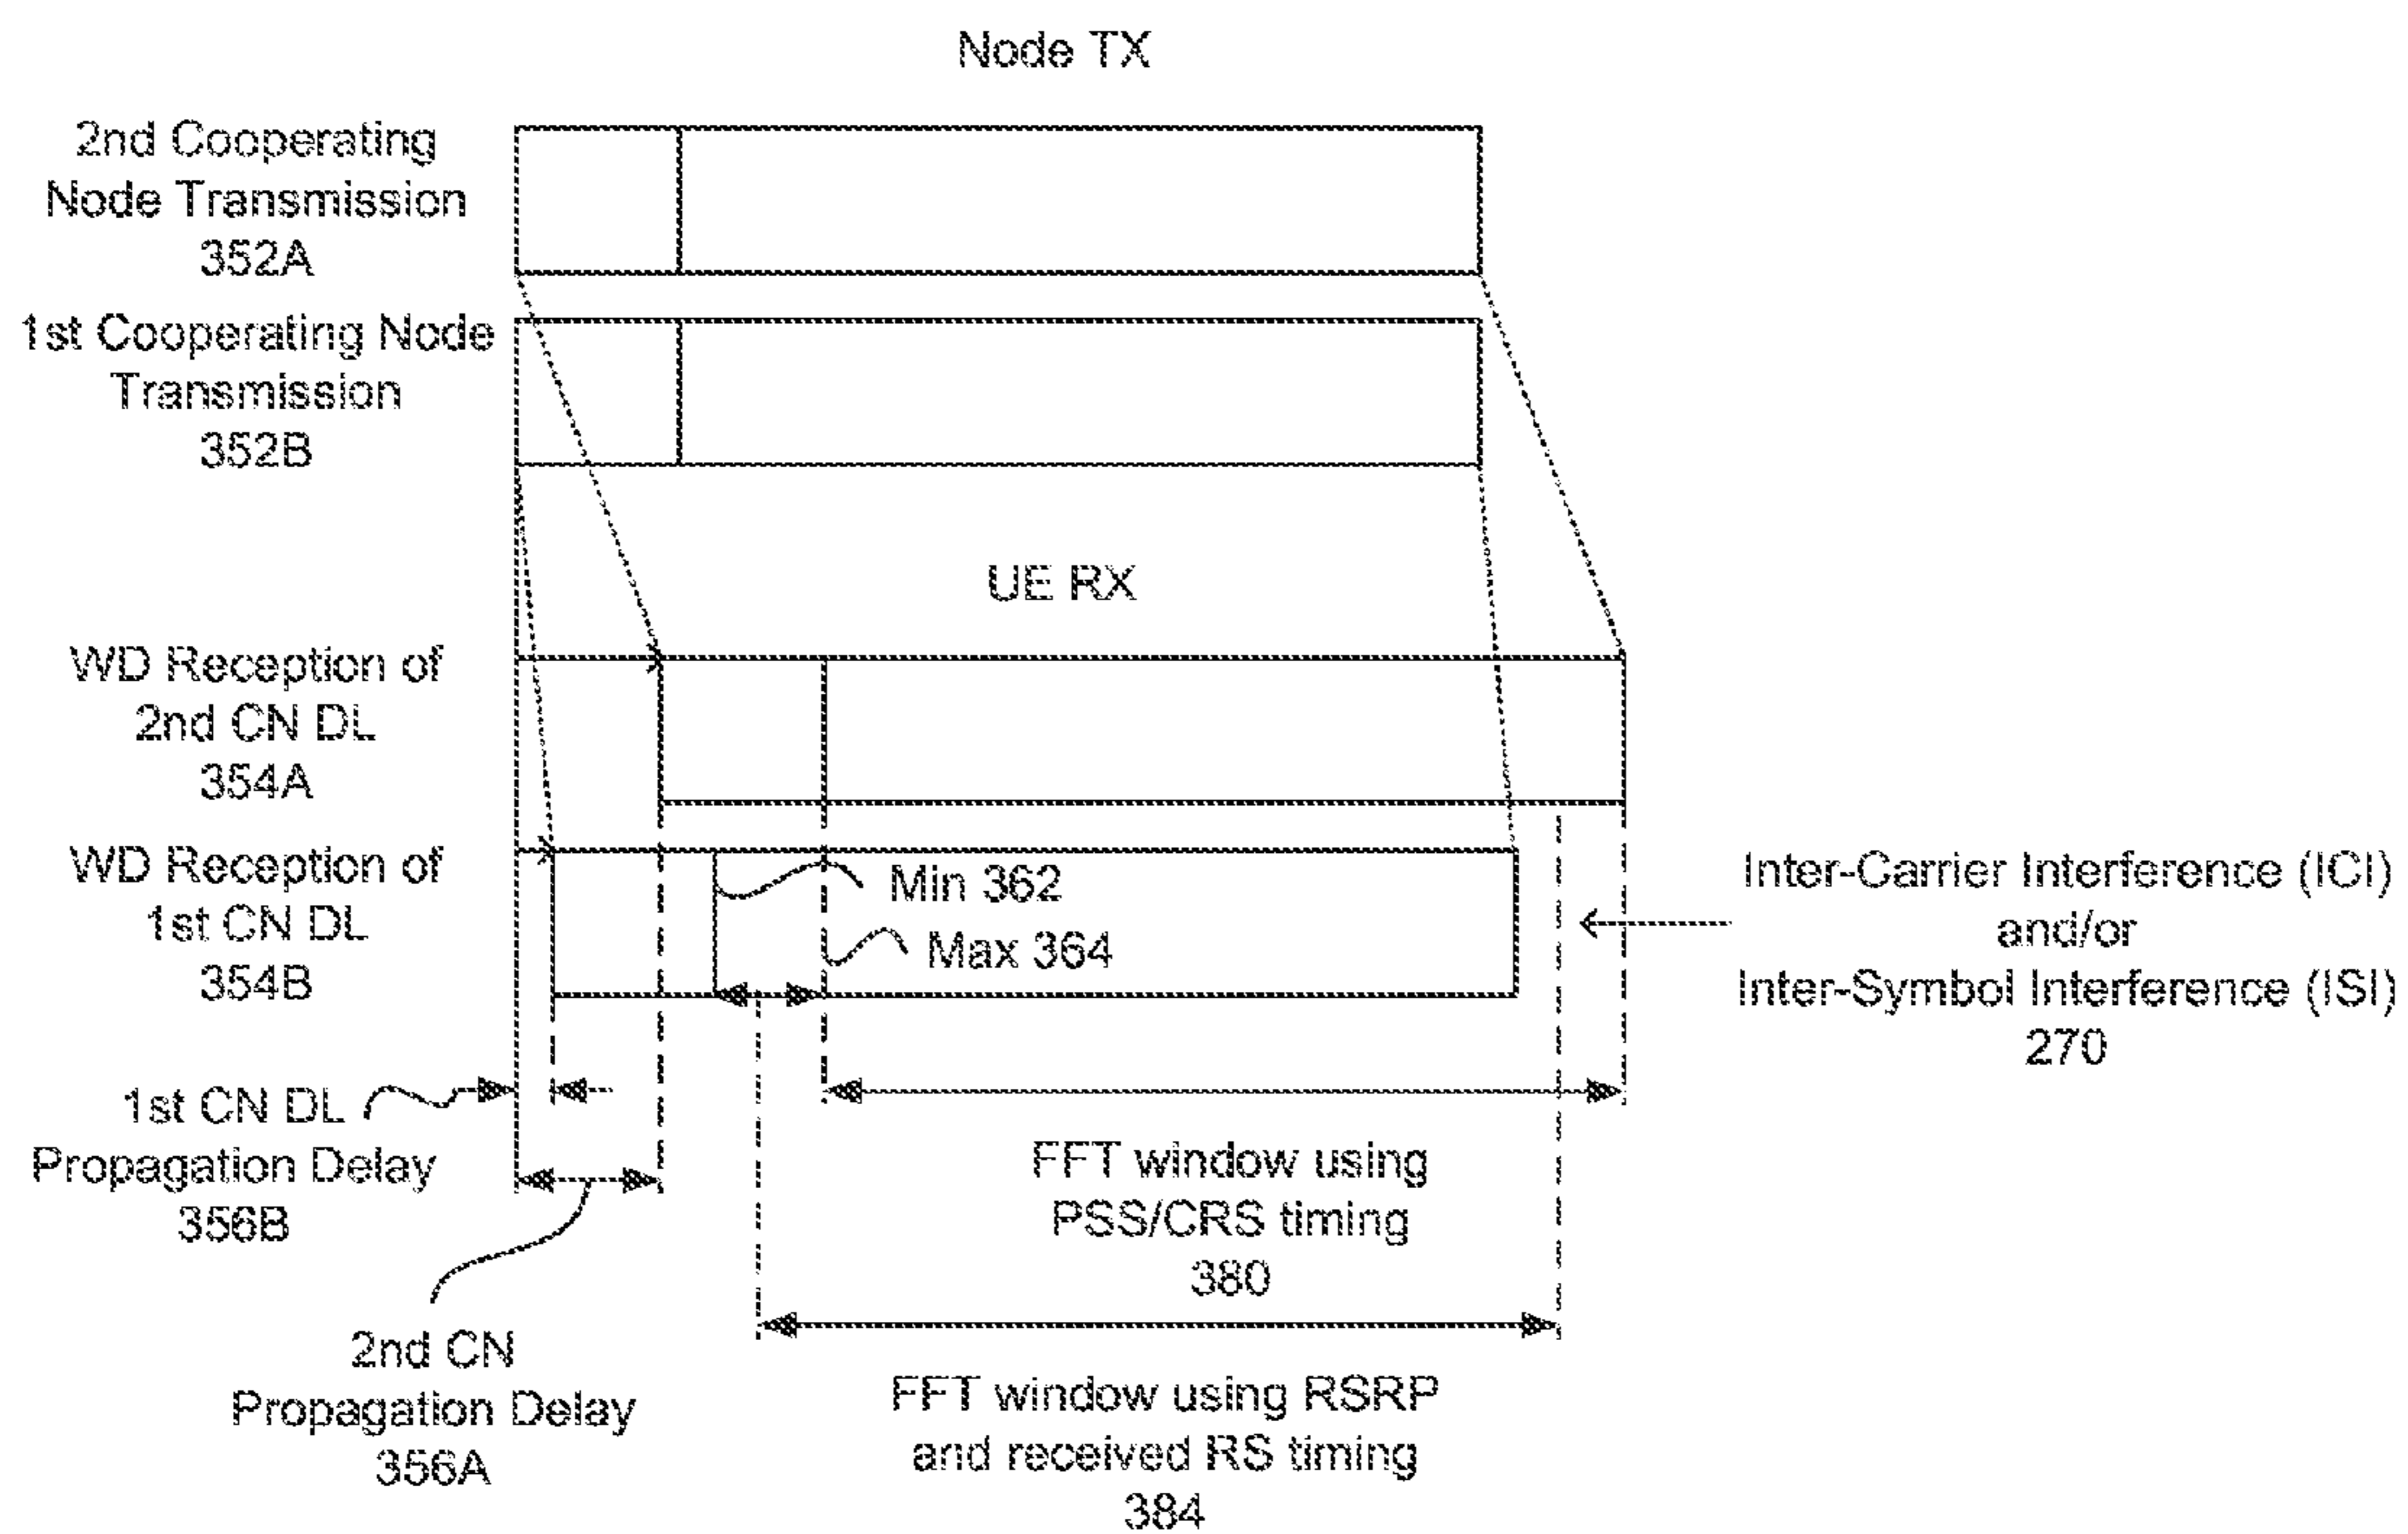 Node TX
2nd Cooperating
Node Transmission
352A
1st Cooperating Node
Transmission
352B
UE RX
WD Reception of
2nd CN DL
354A
WD Reception of
1st CN DL
354B
Min 362
Max 364
Inter-Carrier Interference (ICI)
and/or
Inter-Symbol Interference (ISI)
270
1st CN DL
Propagation Delay
356B
FFT window using
PSS/CRS timing
380
2nd CN
Propagation Delay
356A
FFT window using RSRP
and received RS timing
384